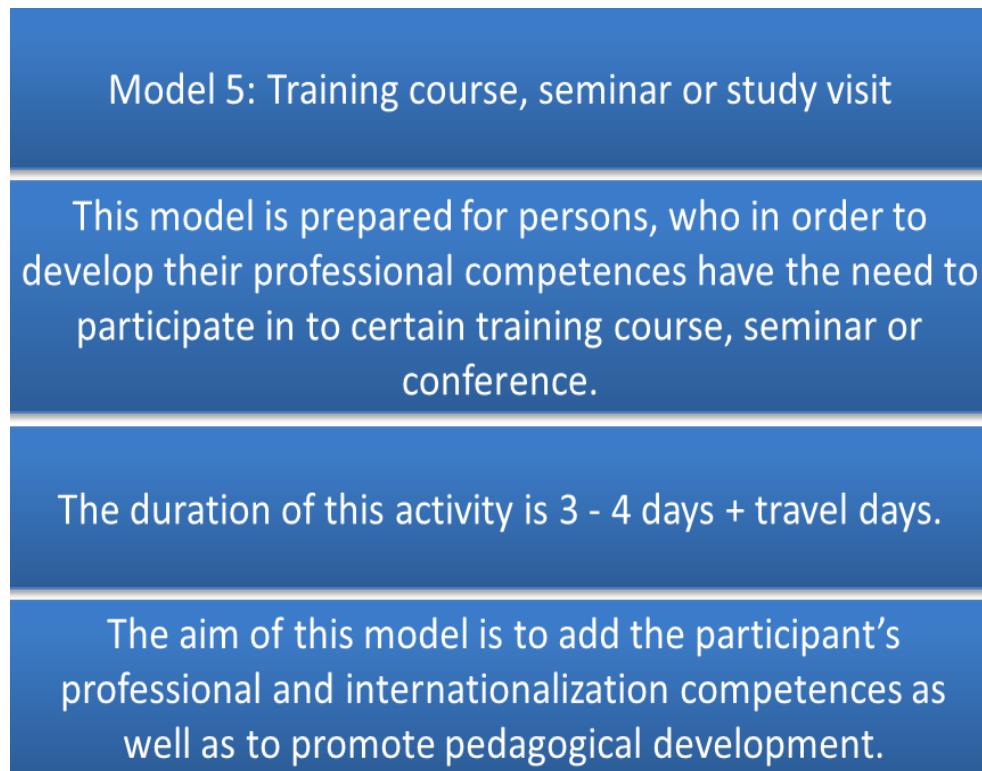 Model 5: Training course, seminar or study visit
This model is prepared for persons, who in order to
develop their professional competences have the need to
participate in to certain training course, seminar or
conference.
The duration of this activity is 3 - 4 days + travel days.
The aim of this model is to add the participant’s
professional and internationalization competences as
well as to promote pedagogical development.